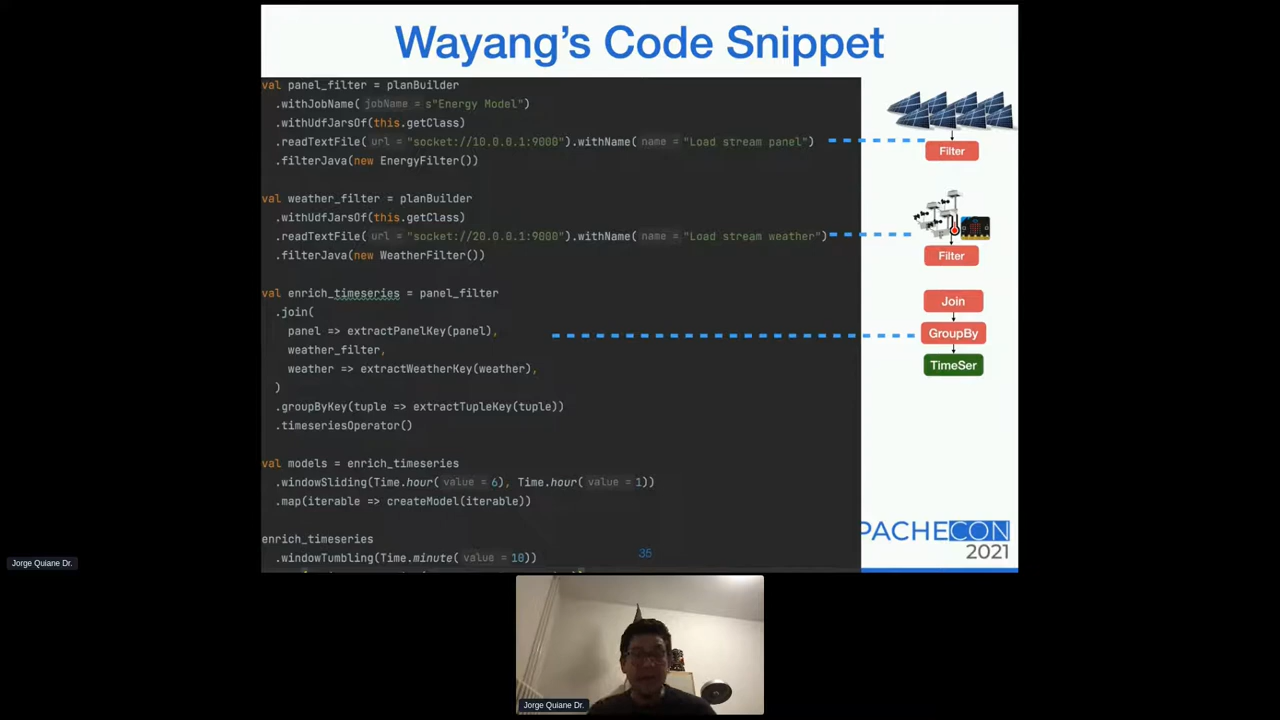 Wayang's Code Snippet
val panel_filter = planBuilder
.withJobName( jobName = s"Energy Model")
.withUdfJarsOf(this.getClass)
.readTextFile( url = "socket://10.0.0.1:9000").withName( name = "Load stream panel")
.filterJava(new EnergyFilter())
val weather_filter = planBuilder
.withUdfJarsOf(this.getClass)
.readTextFile( url = "socket://20.0.0.1:9000").withName( name = "Load stream weather")
.filterJava(new WeatherFilter())
val enrich_timeseries = panel_filter
.join(
panel => extractPanelKey(panel),
weather_filter,
weather => extractWeatherKey(weather),
)
.groupByKey(tuple => extractTupleKey(tuple))
.timeseriesOperator()
val models = enrich_timeseries
.windowSliding(Time.hour( value = 6), Time.hour( value = 1))
.map(iterable => createModel(iterable))
enrich_timeseries
.windowTumbling(Time.minute( value = 10))
Filter
Filter
Join
GroupBy
TimeSer
PACHECON
2021
35
Jorge Quiane Dr.
Jorge Quiane Dr.